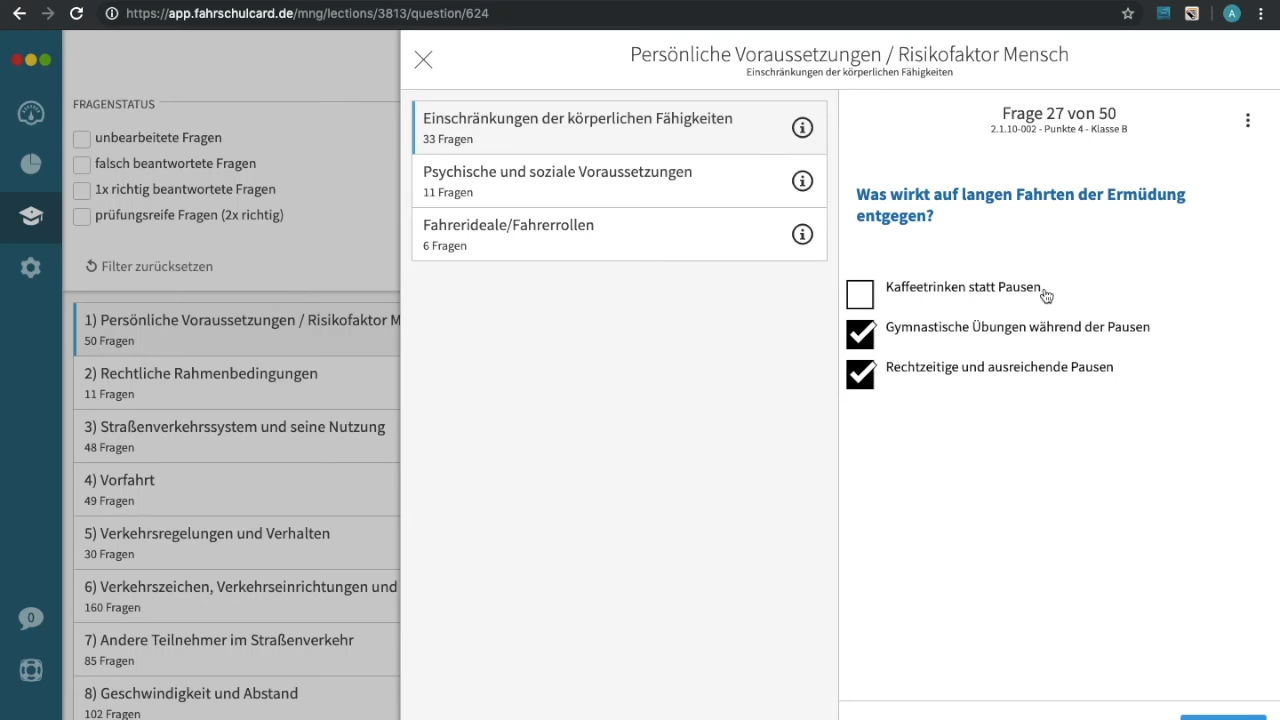 https://app.fahrschulcard.de/mng/lections/3813/question/624
A
FRAGENSTATUS
unbearbeitete Fragen
falsch beantwortete Fragen
1x richtig beantwortete Fragen
prüfungsreife Fragen (2x richtig)
Filter zurücksetzen
1) Persönliche Voraussetzungen / Risikofaktor M
50 Fragen
2) Rechtliche Rahmenbedingungen
11 Fragen
3) Straßenverkehrssystem und seine Nutzung
48 Fragen
4) Vorfahrt
49 Fragen
5) Verkehrsregelungen und Verhalten
30 Fragen
6) Verkehrszeichen, Verkehrseinrichtungen und
160 Fragen
7) Andere Teilnehmer im Straßenverkehr
85 Fragen
8) Geschwindigkeit und Abstand
102 Fragen
0
Persönliche Voraussetzungen / Risikofaktor Mensch
Einschränkungen der körperlichen Fähigkeiten
Einschränkungen der körperlichen Fähigkeiten
33 Fragen
Psychische und soziale Voraussetzungen
11 Fragen
Fahrerideale/Fahrerrollen
6 Fragen
Frage 27 von 50
2.1.10-002 - Punkte 4 - Klasse B
Was wirkt auf langen Fahrten der Ermüdung
entgegen?
Kaffeetrinken statt Pausen
Gymnastische Übungen während der Pausen
Rechtzeitige und ausreichende Pausen